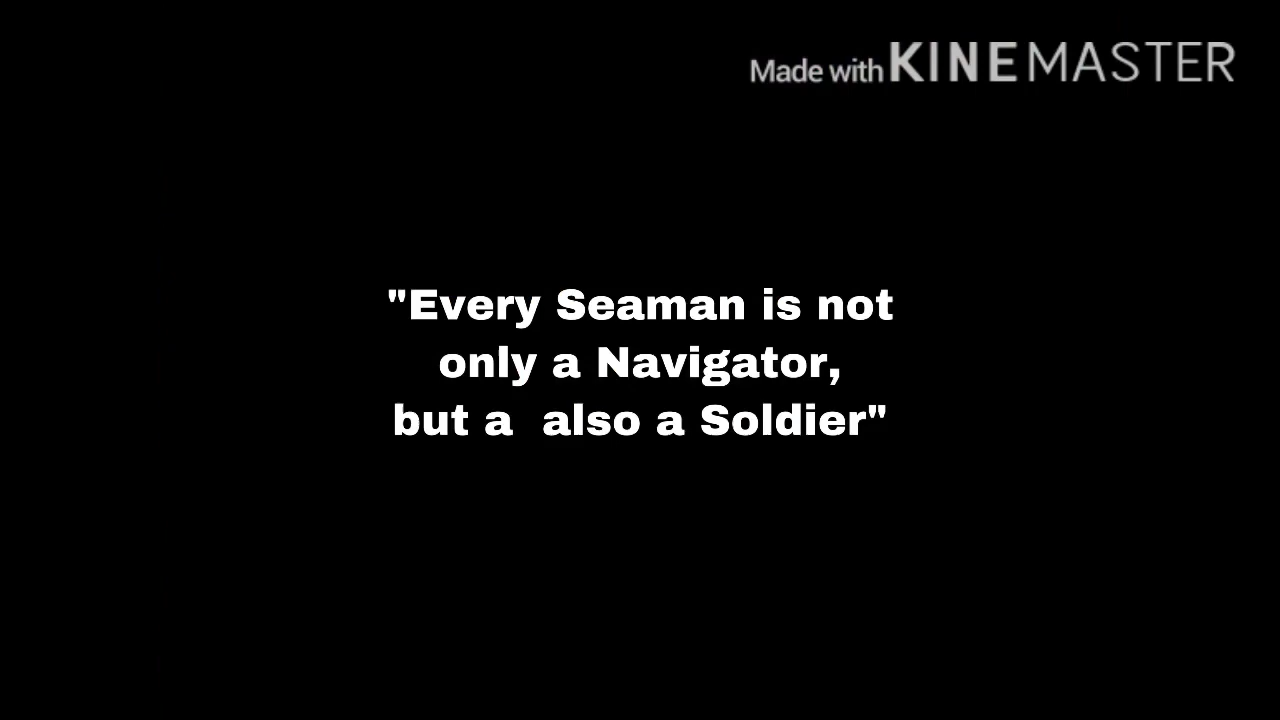 Made with KINEMASTER
"Every Seaman is not
only a Navigator,
but a  also a Soldier"